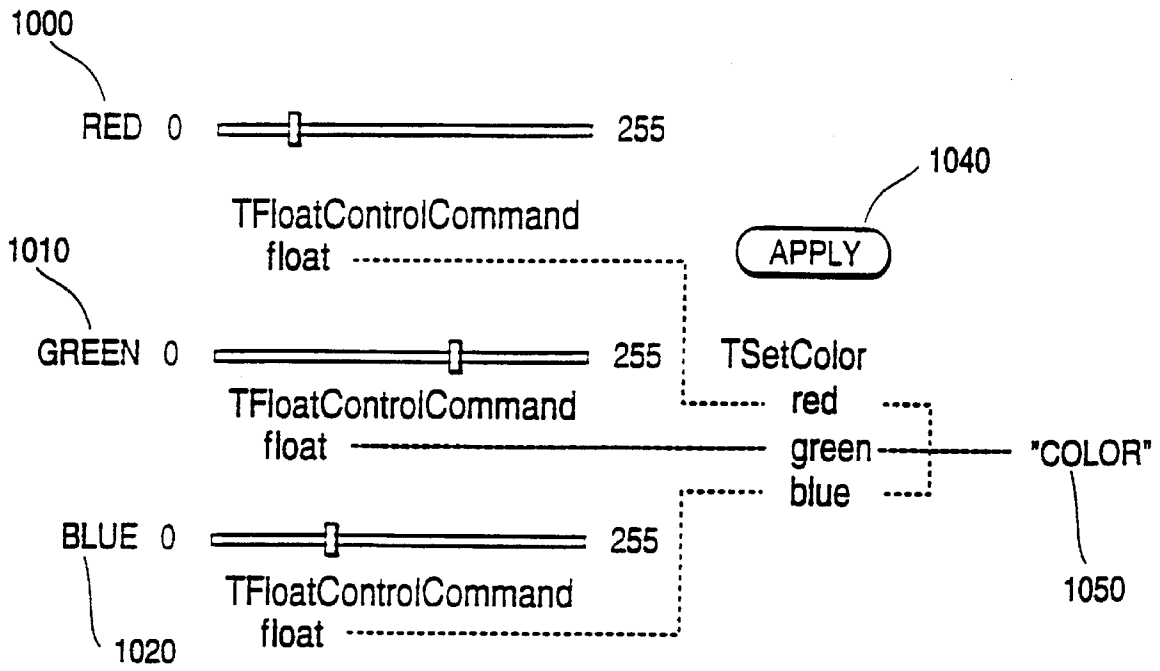 1000
RED 0 255
1040
TFloatControlCommand
float
APPLY
1010
GREEN 0 255
TSetColor
TFloatControlCommand
red
float
green
"COLOR"
blue
BLUE 0 255
TFloatControlCommand
1050
float
1020